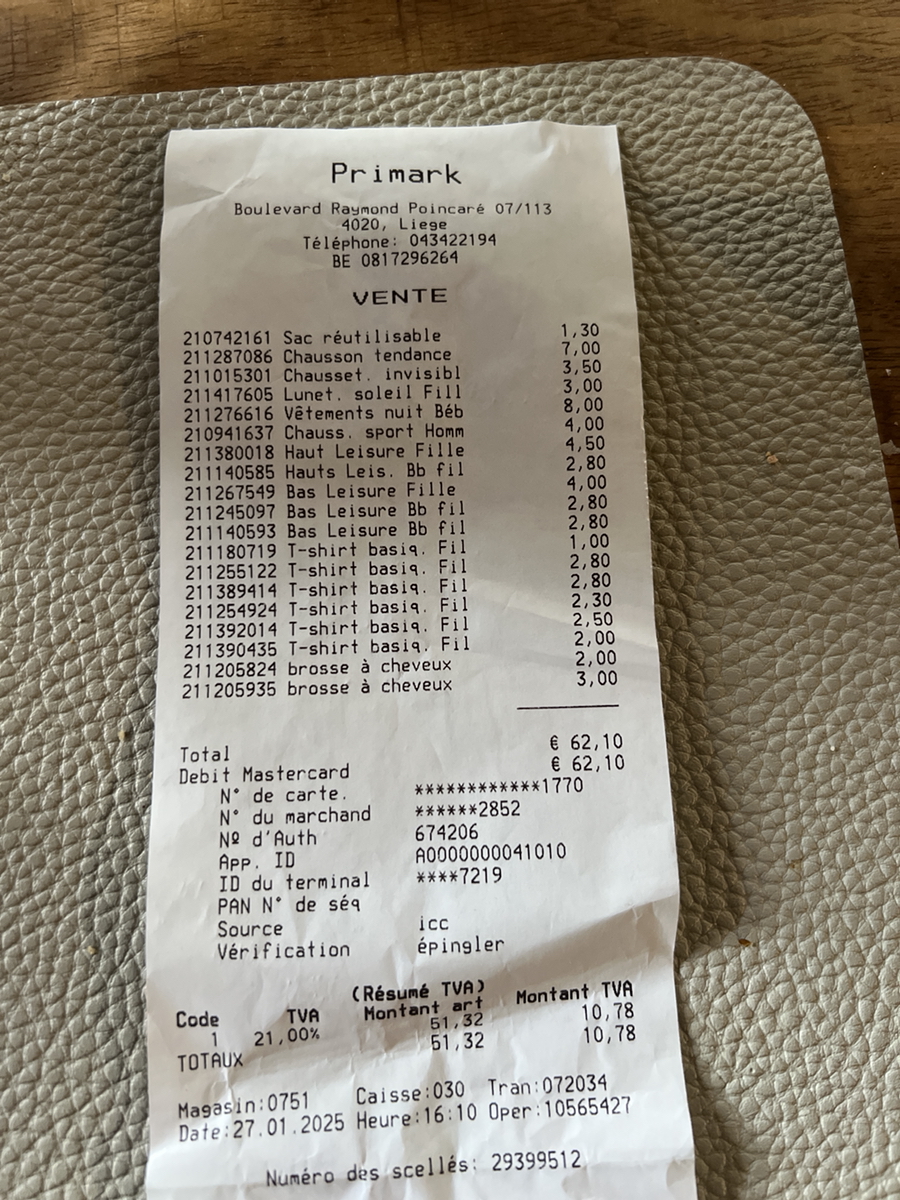 Primark
Boulevard Raymond Poincaré 07/113
4020, Liege
Téléphone: 043422194
BE 0817296264
VENTE
210742161 Sac réutilisable 1,30
211287086 Chausson tendance 7,00
211015301 Chausset. invisibl 3,50
211417605 Lunet. soleil Fill 3,00
211276616 Vêtements nuit Béb 8,00
210941637 Chauss. sport Homm 4,00
211380018 Haut Leisure Fille 4,50
211140585 Hauts Leis. Bb fil 2,80
211267549 Bas Leisure Fille 4,00
211245097 Bas Leisure Bb fil 2,80
211140593 Bas Leisure Bb fil 2,80
211180719 T-shirt basiq. Fil 1,00
211255122 T-shirt basiq. Fil 2,80
211389414 T-shirt basiq. Fil 2,80
211254924 T-shirt basiq. Fil 2,30
211392014 T-shirt basiq. Fil 2,50
211390435 T-shirt basiq. Fil 2,00
211205824 brosse à cheveux 2,00
211205935 brosse à cheveux 3,00
Total € 62,10
Debit Mastercard € 62,10
N° de carte. ************1770
N° du marchand ******2852
Nº d'Auth 674206
App. ID A0000000041010
ID du terminal ****7219
PAN N° de séq
Source icc
Vérification épingler
(Résumé TVA)
Code TVA Montant art Montant TVA
1 21,00% 51,32 10,78
TOTAUX 51,32 10,78
Magasin:0751 Caisse:030 Tran:072034
Date:27.01.2025 Heure:16:10 Oper:10565427
Numéro des scellés: 29399512